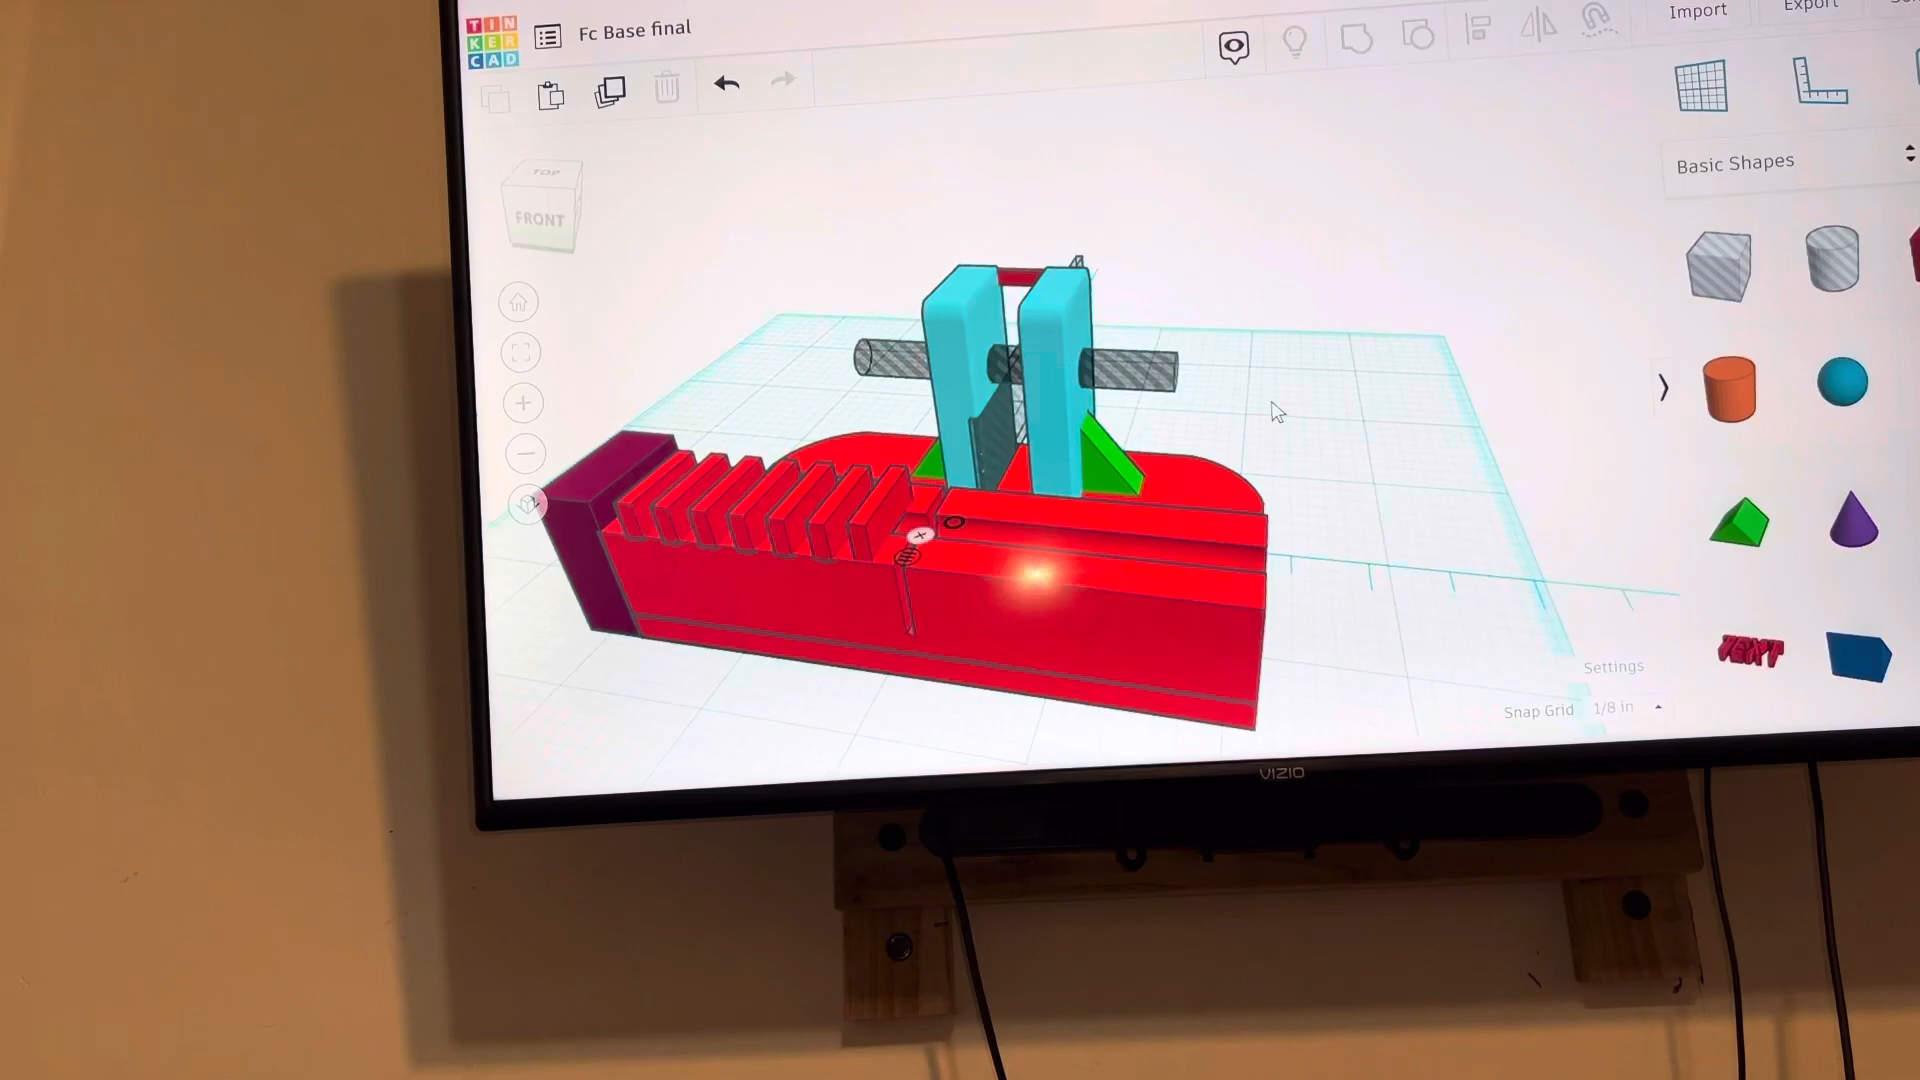 TIN
KER
CAD
Fc Base final
Import
Export
TOP
FRONT
Basic Shapes
TEXT
Settings
Snap Grid 1/8 in
VIZIO